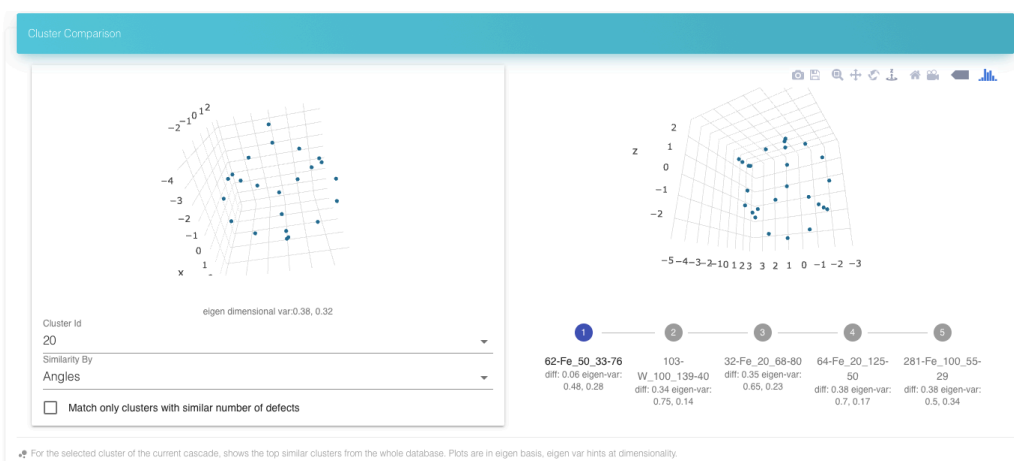 Cluster Comparison
-2 -1 0 1 2
-4
-3
-2
-1
0
1
x
eigen dimensional var:0.38, 0.32
Cluster Id
20
Similarity By
Angles
Match only clusters with similar number of defects
2
z
1
0
-1
-2
-5 -4 -3 -2 -1 0 1 2 3 3 2 1 0 -1 -2 -3
1 2 3 4 5
62-Fe_50_33-76
diff: 0.06 eigen-var:
0.48, 0.28
103-
W_100_139-40
diff: 0.34 eigen-var:
0.75, 0.14
32-Fe_20_68-80
diff: 0.35 eigen-var:
0.65, 0.23
64-Fe_20_125-
50
diff: 0.38 eigen-var:
0.7, 0.17
281-Fe_100_55-
29
diff: 0.38 eigen-var:
0.5, 0.34
For the selected cluster of the current cascade, shows the top similar clusters from the whole database. Plots are in eigen basis, eigen var hints at dimensionality.